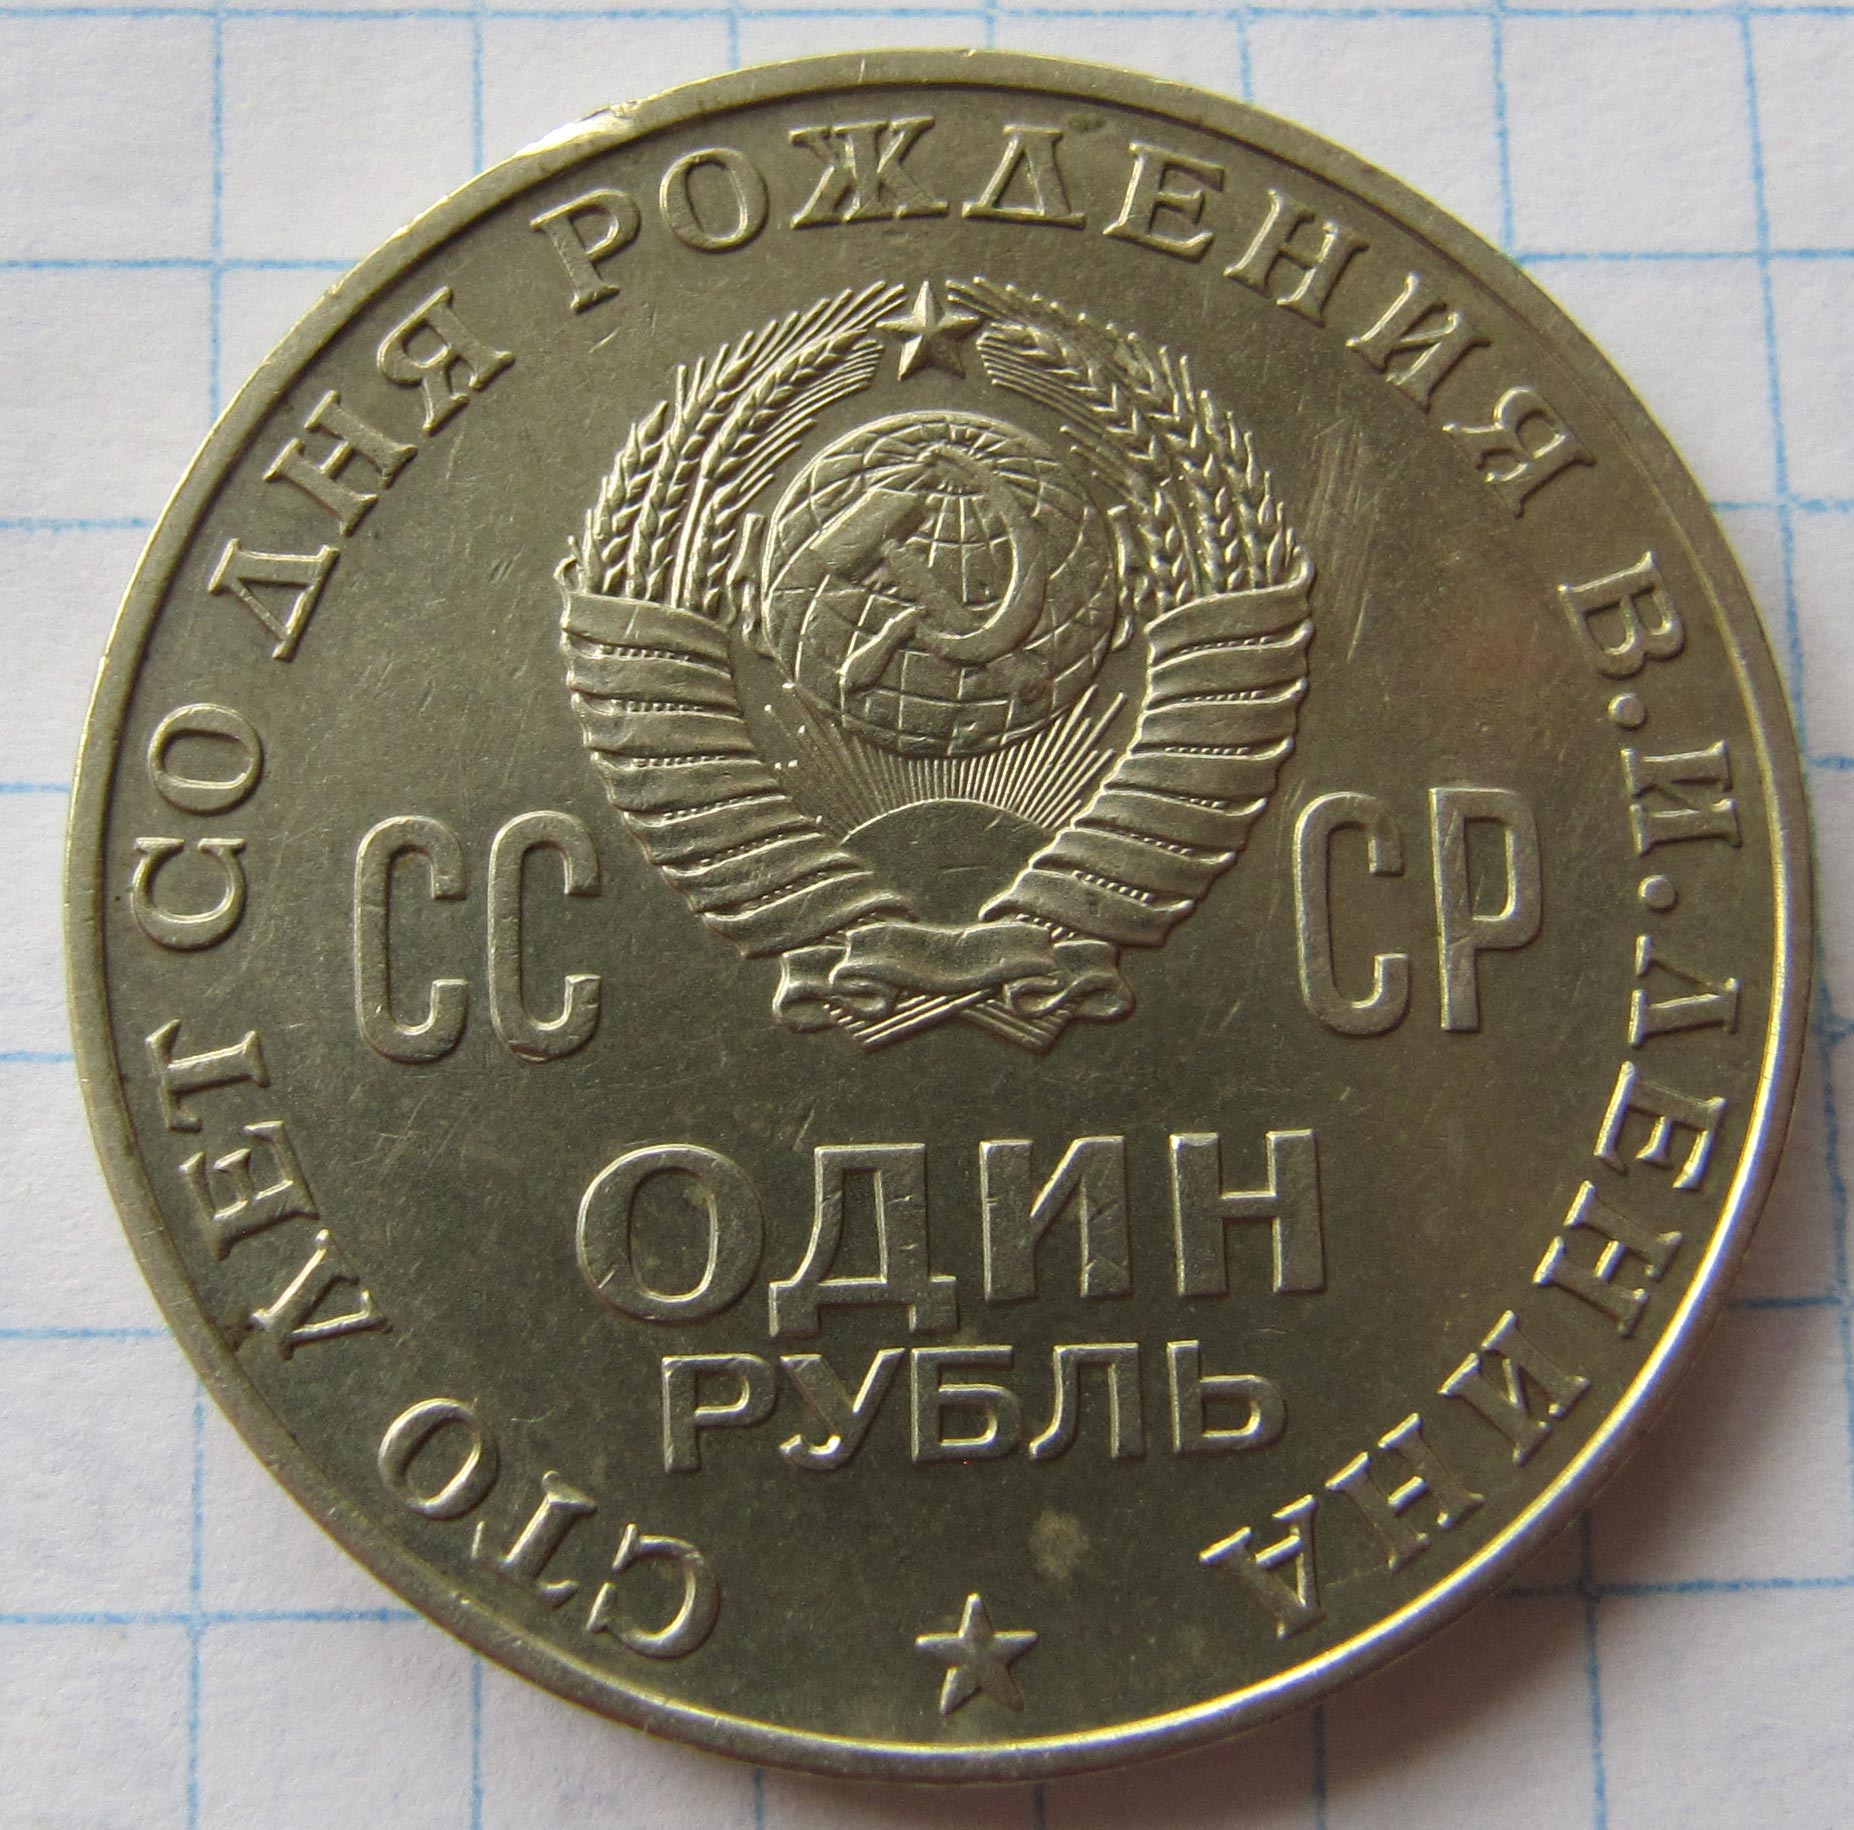 СТО ЛЕТ СО ДНЯ РОЖДЕНИЯ В.И.ЛЕНИНА
СС СР
ОДИН
РУБЛЬ